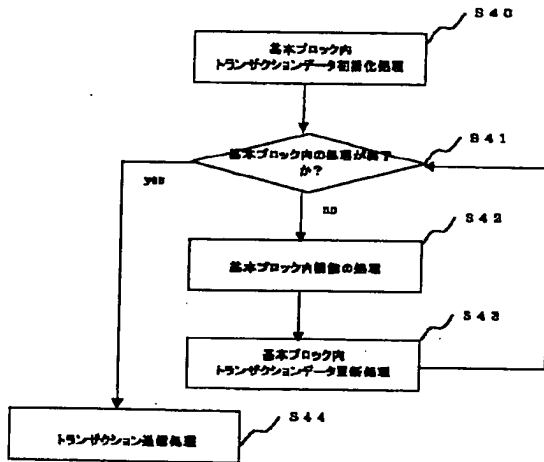 S40
基本ブロック内
トランザクションデータ初期化処理
S41
基本ブロック内の処理が終了
か？
yes
no
S42
基本ブロック内機能の処理
S43
基本ブロック内
トランザクションデータ更新処理
S44
トランザクション送信処理